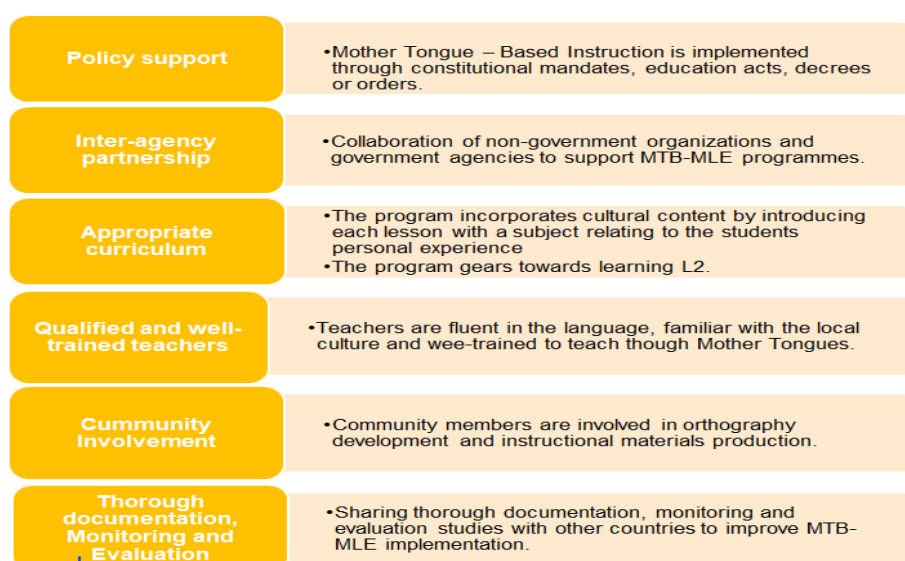 Policy support
•Mother Tongue – Based Instruction is implemented
through constitutional mandates, education acts, decrees
or orders.
Inter-agency
partnership
•Collaboration of non-government organizations and
government agencies to support MTB-MLE programmes.
Appropriate
curriculum
•The program incorporates cultural content by introducing
each lesson with a subject relating to the students
personal experience
•The program gears towards learning L2.
Qualified and well-
trained teachers
•Teachers are fluent in the language, familiar with the local
culture and wee-trained to teach though Mother Tongues.
Cummunity
Involvement
•Community members are involved in orthography
development and instructional materials production.
Thorough
documentation,
Monitoring and
Evaluation
•Sharing thorough documentation, monitoring and
evaluation studies with other countries to improve MTB-
MLE implementation.